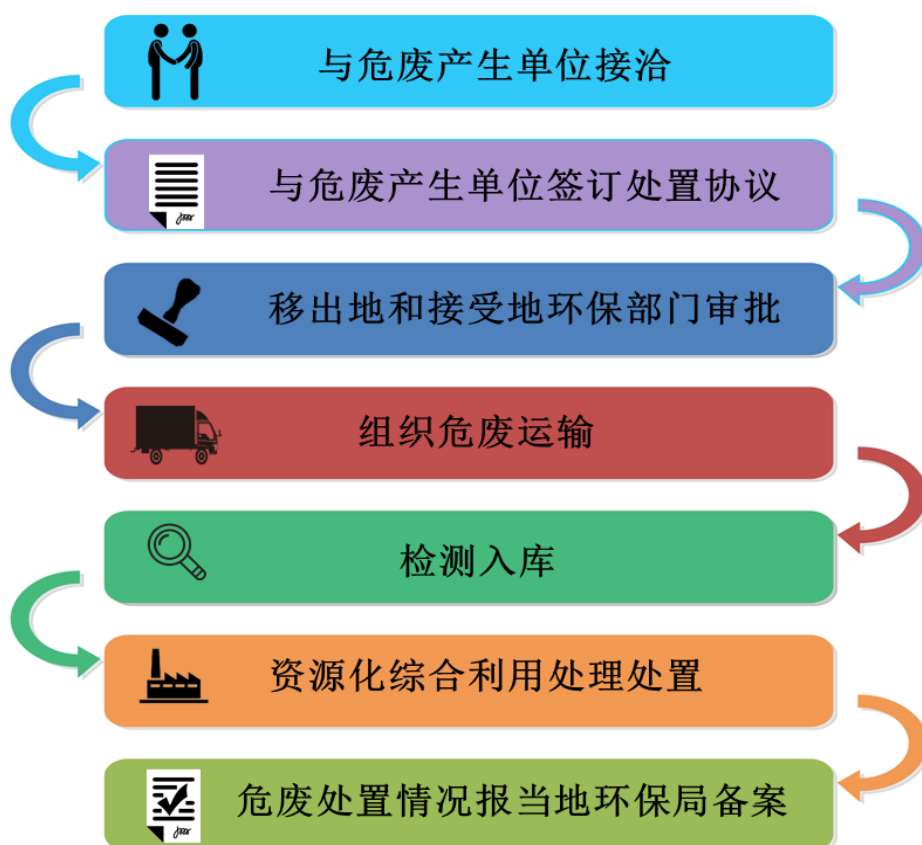 与危废产生单位接洽
与危废产生单位签订处置协议
移出地和接受地环保部门审批
组织危废运输
检测入库
资源化综合利用处理处置
危废处置情况报当地环保局备案